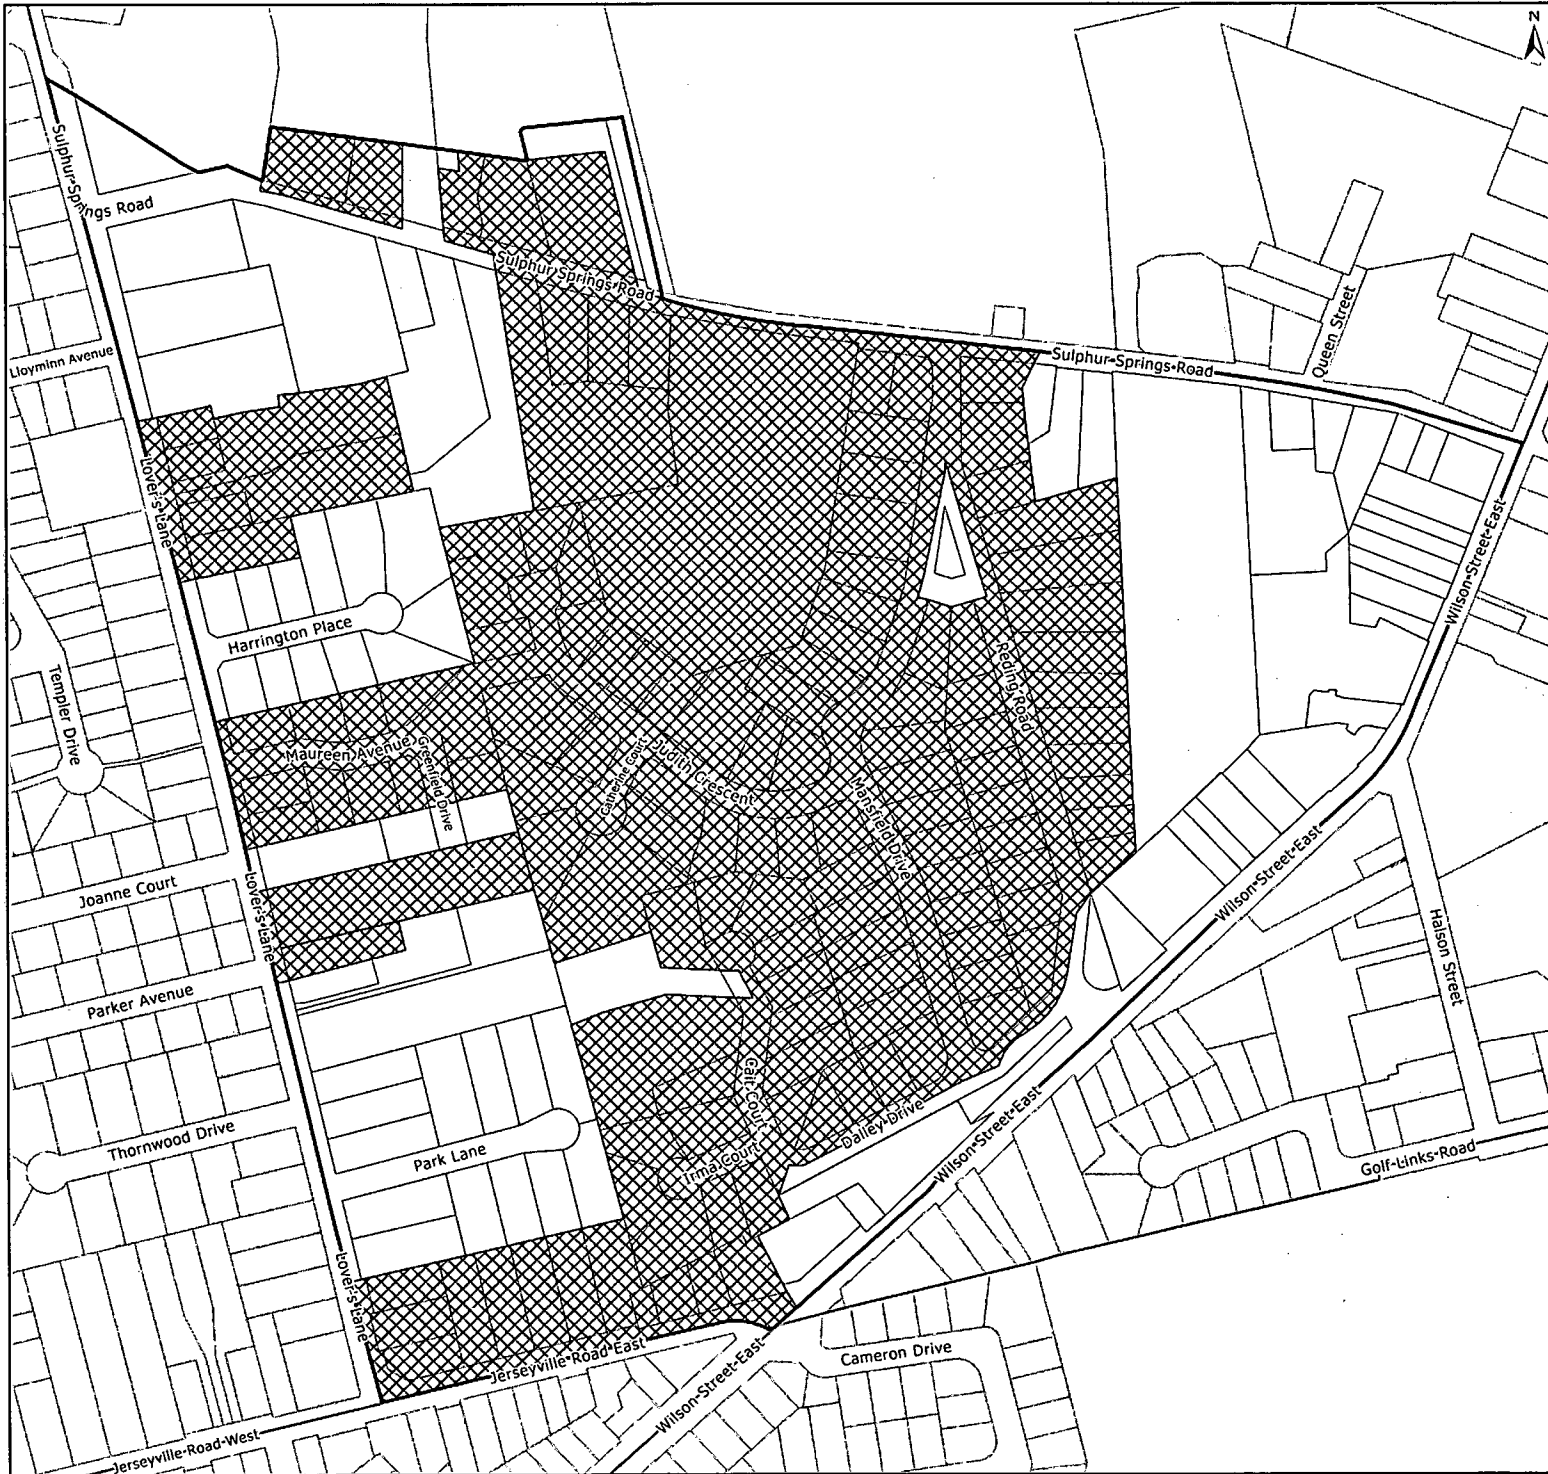 N
Sulphur Springs Road
Sulphur Springs Road
Queen Street
Lloyminn Avenue
Sulphur Springs Road
Lover's Lane
Wilson Street East
Harrington Place
Reding Road
Templer Drive
Maureen Avenue
Greenfield Drive
Catherine Court
Judith Crescent
Mansfield Drive
Wilson Street East
Joanne Court
Lover's Lane
Halson Street
Parker Avenue
Cait Court
Dalley Drive
Thornwood Drive
Park Lane
Irma Court
Wilson Street East
Golf Links Road
Lover's Lane
Jerseyville Road East
Cameron Drive
Wilson Street East
Jerseyville Road West